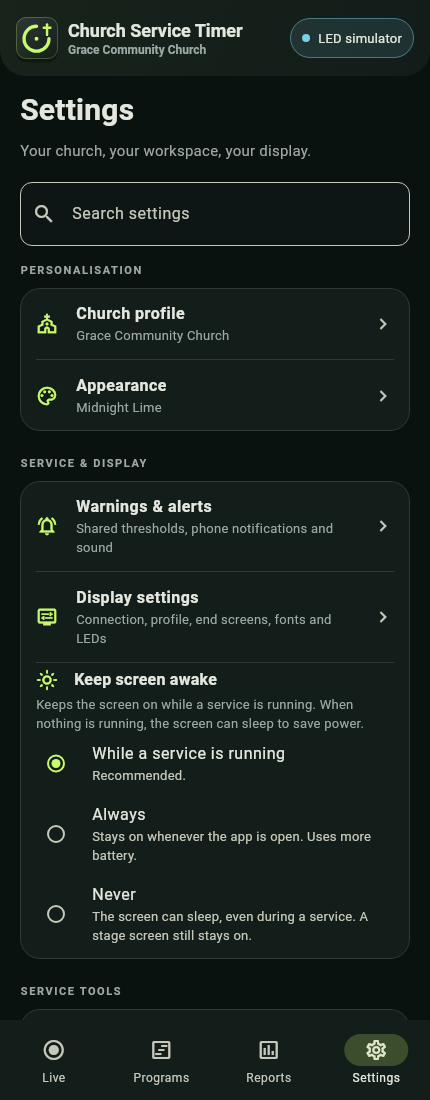 Church Service Timer
Grace Community Church
LED simulator
Settings
Your church, your workspace, your display.
Search settings
PERSONALISATION
Church profile
Grace Community Church
Appearance
Midnight Lime
SERVICE & DISPLAY
Warnings & alerts
Shared thresholds, phone notifications and
sound
Display settings
Connection, profile, end screens, fonts and
LEDs
Keep screen awake
Keeps the screen on while a service is running. When
nothing is running, the screen can sleep to save power.
While a service is running
Recommended.
Always
Stays on whenever the app is open. Uses more
battery.
Never
The screen can sleep, even during a service. A
stage screen still stays on.
SERVICE TOOLS
Live
Programs
Reports
Settings